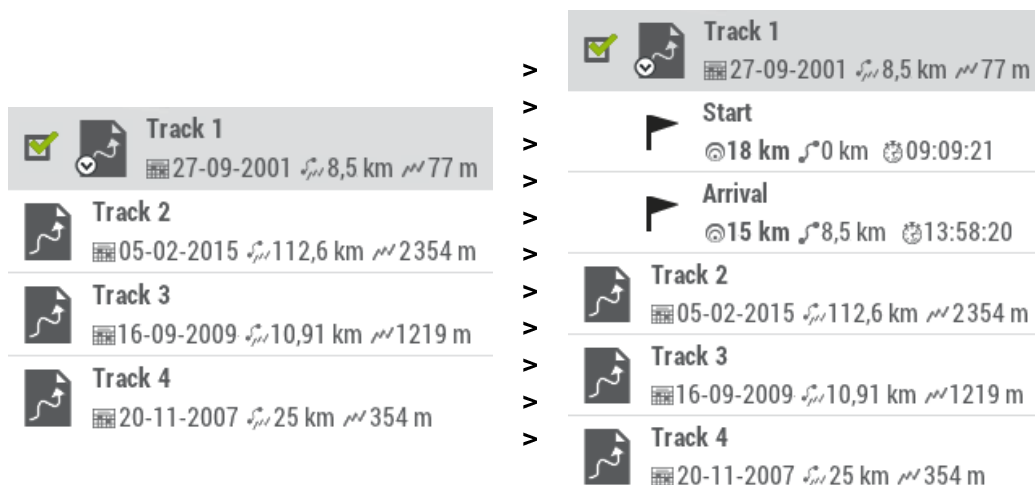 Track 1
27-09-2001 8,5 km 77 m
Track 2
05-02-2015 112,6 km 2354 m
Track 3
16-09-2009 10,91 km 1219 m
Track 4
20-11-2007 25 km 354 m
>
>
>
>
>
>
>
>
>
>
>
Track 1
27-09-2001 8,5 km 77 m
Start
18 km 0 km 09:09:21
Arrival
15 km 8,5 km 13:58:20
Track 2
05-02-2015 112,6 km 2354 m
Track 3
16-09-2009 10,91 km 1219 m
Track 4
20-11-2007 25 km 354 m